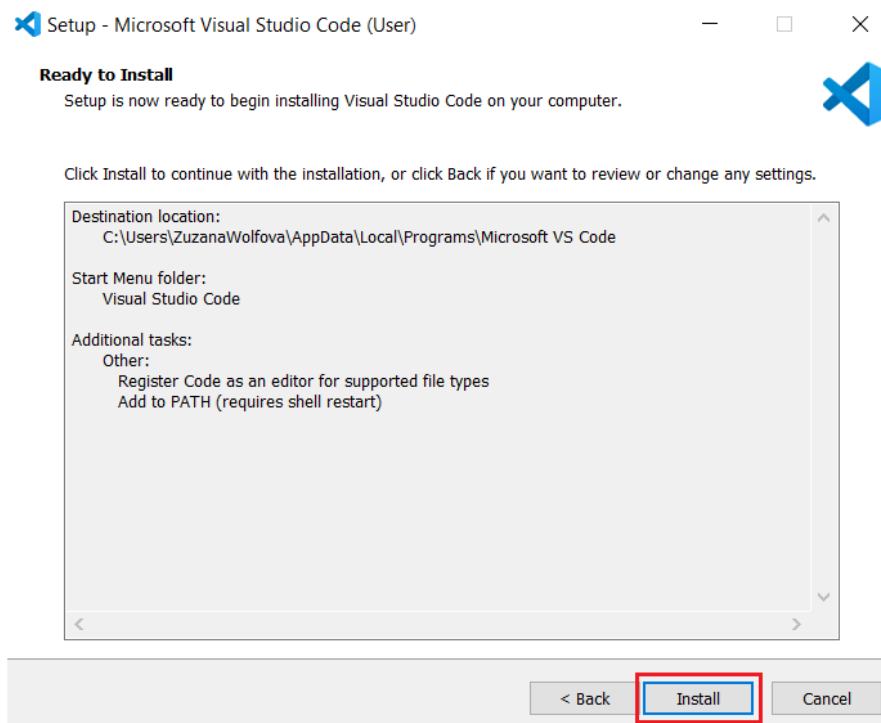 Setup - Microsoft Visual Studio Code (User)
Ready to Install
Setup is now ready to begin installing Visual Studio Code on your computer.
Click Install to continue with the installation, or click Back if you want to review or change any settings.
Destination location:
C:\Users\ZuzanaWolfova\AppData\Local\Programs\Microsoft VS Code
Start Menu folder:
Visual Studio Code
Additional tasks:
Other:
Register Code as an editor for supported file types
Add to PATH (requires shell restart)
< Back Install Cancel